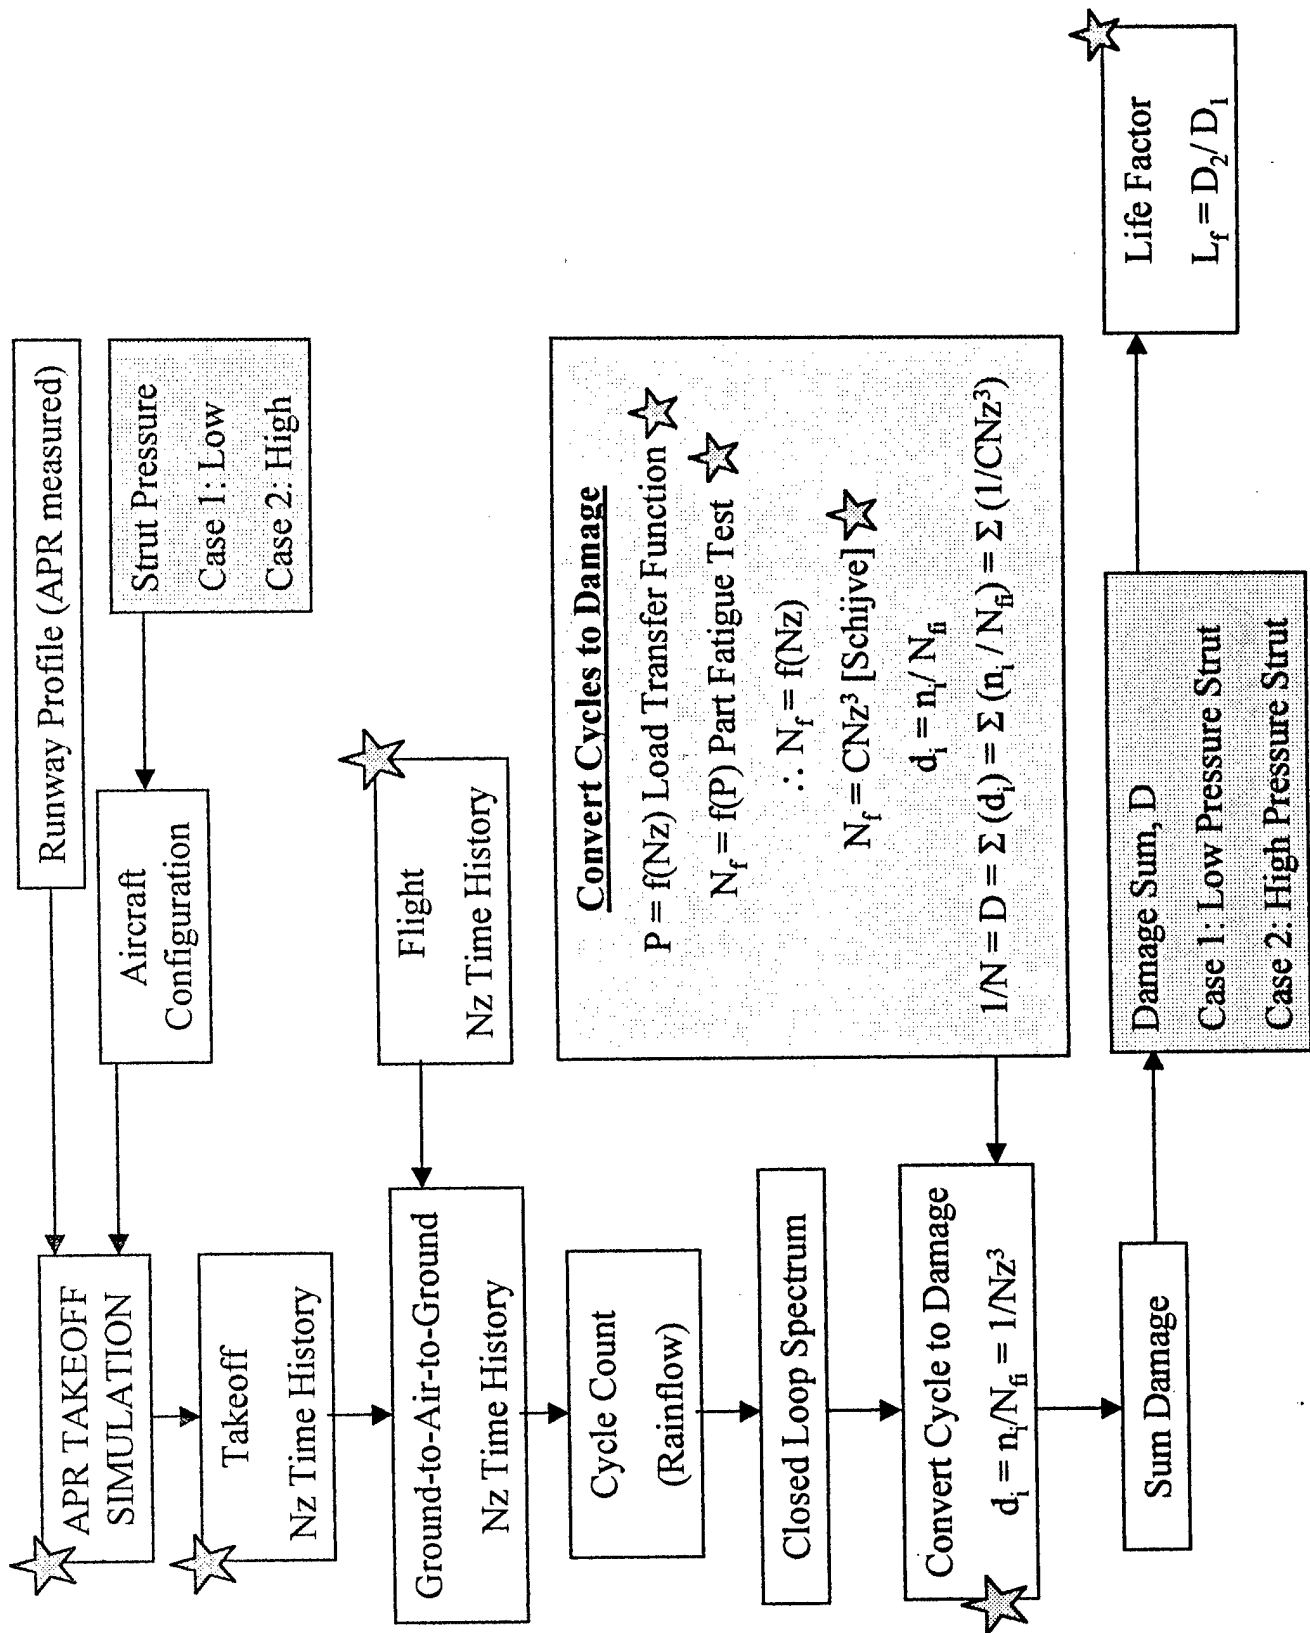 Runway Profile (APR measured)
Strut Pressure
Case 1: Low
Case 2: High
Aircraft
Configuration
APR TAKEOFF
SIMULATION
Takeoff
Nz Time History
Flight
Nz Time History
Ground-to-Air-to-Ground
Nz Time History
Cycle Count
(Rainflow)
Closed Loop Spectrum
Convert Cycles to Damage
P = f(Nz) Load Transfer Function
N_f = f(P) Part Fatigue Test
∴ N_f = f(Nz)
N_f = CNz³ [Schijve]
d_i = n_i / N_fi
1/N = D = Σ (d_i) = Σ (n_i / N_fi) = Σ (1/CNz³)
Convert Cycle to Damage
d_i = n_i/N_fi = 1/Nz³
Sum Damage
Damage Sum, D
Case 1: Low Pressure Strut
Case 2: High Pressure Strut
Life Factor
L_f = D₂/ D₁